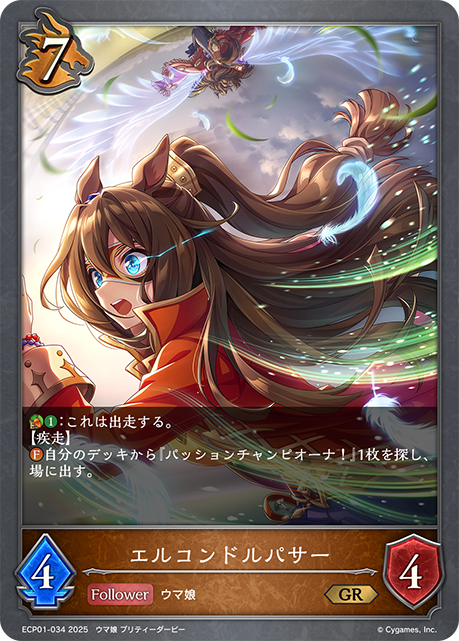 7
1：これは出走する。
【疾走】
F 自分のデッキから『パッションチャンピオーナ！』1枚を探し、
場に出す。
エルコンドルパサー
4
Follower ウマ娘
GR
4
ECP01-034 2025 ウマ娘 プリティーダービー
© Cygames, Inc.